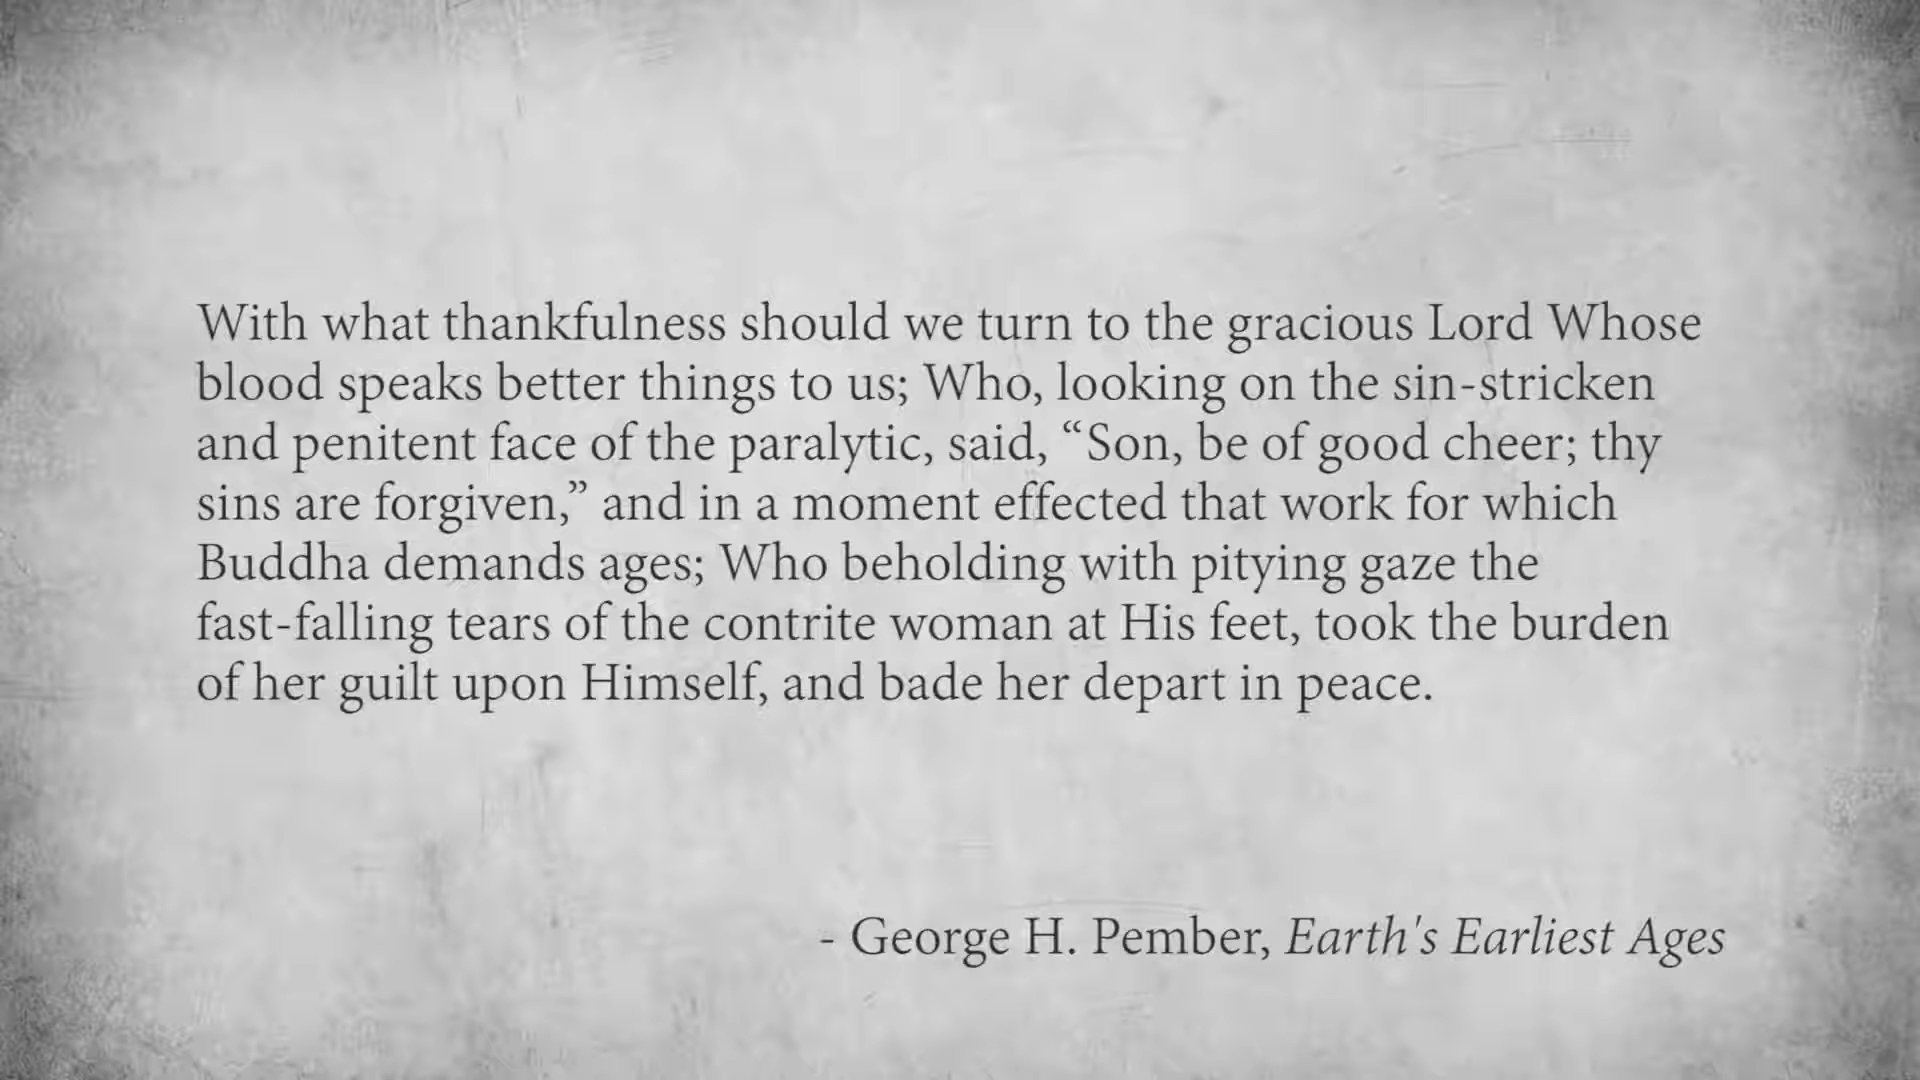 With what thankfulness should we turn to the gracious Lord Whose
blood speaks better things to us; Who, looking on the sin-stricken
and penitent face of the paralytic, said, “Son, be of good cheer; thy
sins are forgiven,” and in a moment effected that work for which
Buddha demands ages; Who beholding with pitying gaze the
fast-falling tears of the contrite woman at His feet, took the burden
of her guilt upon Himself, and bade her depart in peace.
- George H. Pember, Earth's Earliest Ages